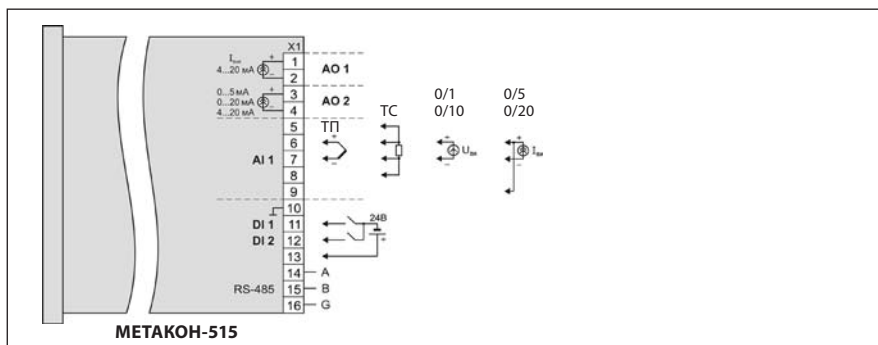 X1
Iвых
4...20 мА
+
−
1
2
AO 1
0...5 мА
0...20 мА
4...20 мА
+
−
3
4
AO 2
AI 1
5
6
7
8
9
ТП
+
−
ТС
0/1
0/10
+
−
Uвх
0/5
0/20
+
−
Iвх
10
DI 1
11
DI 2
12
13
24В
+
RS-485
14
A
15
B
16
G
МЕТАКОН-515